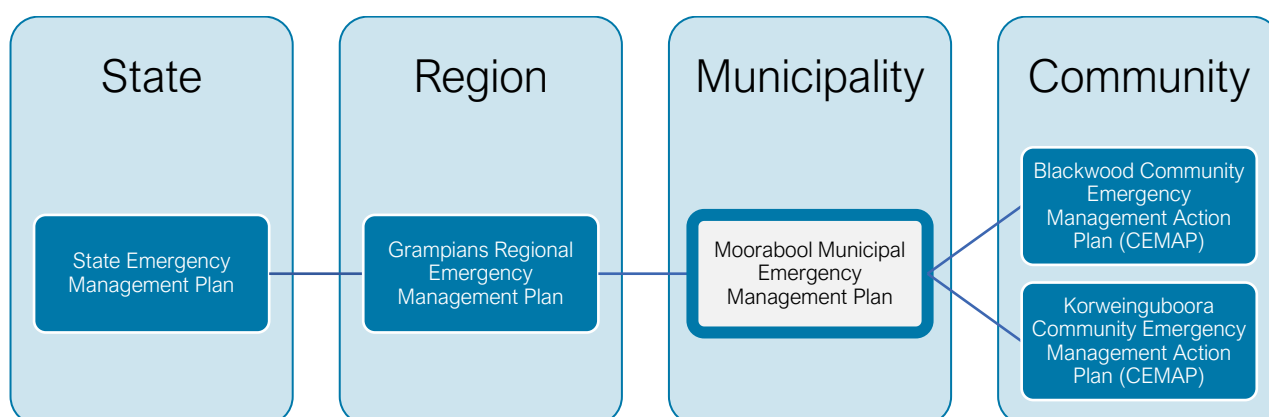 State
Region
Municipality
Community
State Emergency
Management Plan
Grampians Regional
Emergency
Management Plan
Moorabool Municipal
Emergency
Management Plan
Blackwood Community
Emergency
Management Action
Plan (CEMAP)
Korweinguboora
Community Emergency
Management Action
Plan (CEMAP)